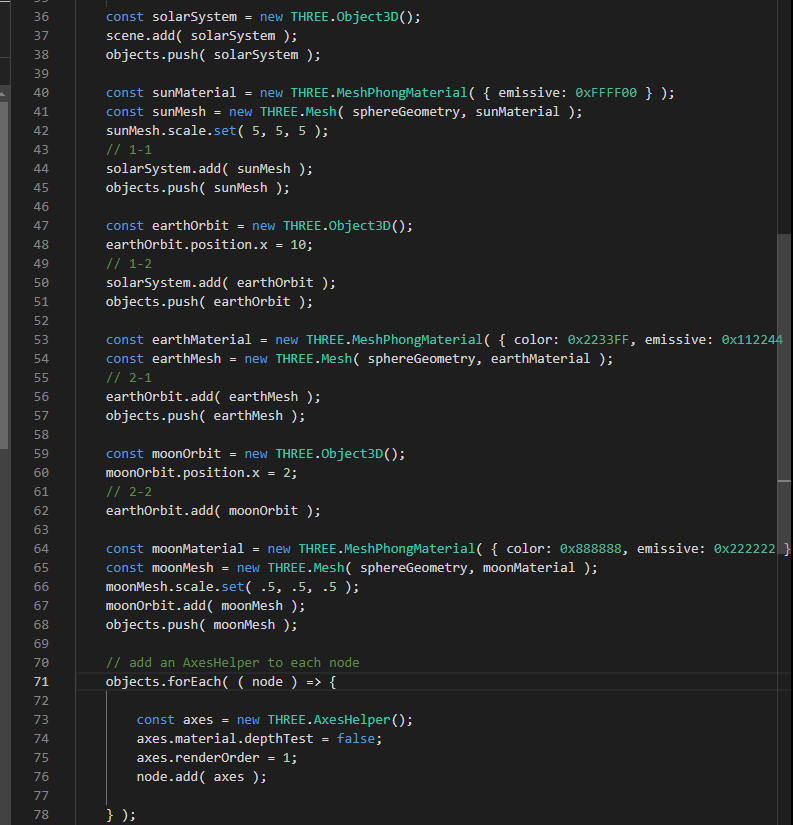 36 const solarSystem = new THREE.Object3D();
37 scene.add( solarSystem );
38 objects.push( solarSystem );
39
40 const sunMaterial = new THREE.MeshPhongMaterial( { emissive: 0xFFFF00 } );
41 const sunMesh = new THREE.Mesh( sphereGeometry, sunMaterial );
42 sunMesh.scale.set( 5, 5, 5 );
43 // 1-1
44 solarSystem.add( sunMesh );
45 objects.push( sunMesh );
46
47 const earthOrbit = new THREE.Object3D();
48 earthOrbit.position.x = 10;
49 // 1-2
50 solarSystem.add( earthOrbit );
51 objects.push( earthOrbit );
52
53 const earthMaterial = new THREE.MeshPhongMaterial( { color: 0x2233FF, emissive: 0x112244
54 const earthMesh = new THREE.Mesh( sphereGeometry, earthMaterial );
55 // 2-1
56 earthOrbit.add( earthMesh );
57 objects.push( earthMesh );
58
59 const moonOrbit = new THREE.Object3D();
60 moonOrbit.position.x = 2;
61 // 2-2
62 earthOrbit.add( moonOrbit );
63
64 const moonMaterial = new THREE.MeshPhongMaterial( { color: 0x888888, emissive: 0x222222 }
65 const moonMesh = new THREE.Mesh( sphereGeometry, moonMaterial );
66 moonMesh.scale.set( .5, .5, .5 );
67 moonOrbit.add( moonMesh );
68 objects.push( moonMesh );
69
70 // add an AxesHelper to each node
71 objects.forEach( ( node ) => {
72
73 const axes = new THREE.AxesHelper();
74 axes.material.depthTest = false;
75 axes.renderOrder = 1;
76 node.add( axes );
77
78 } );